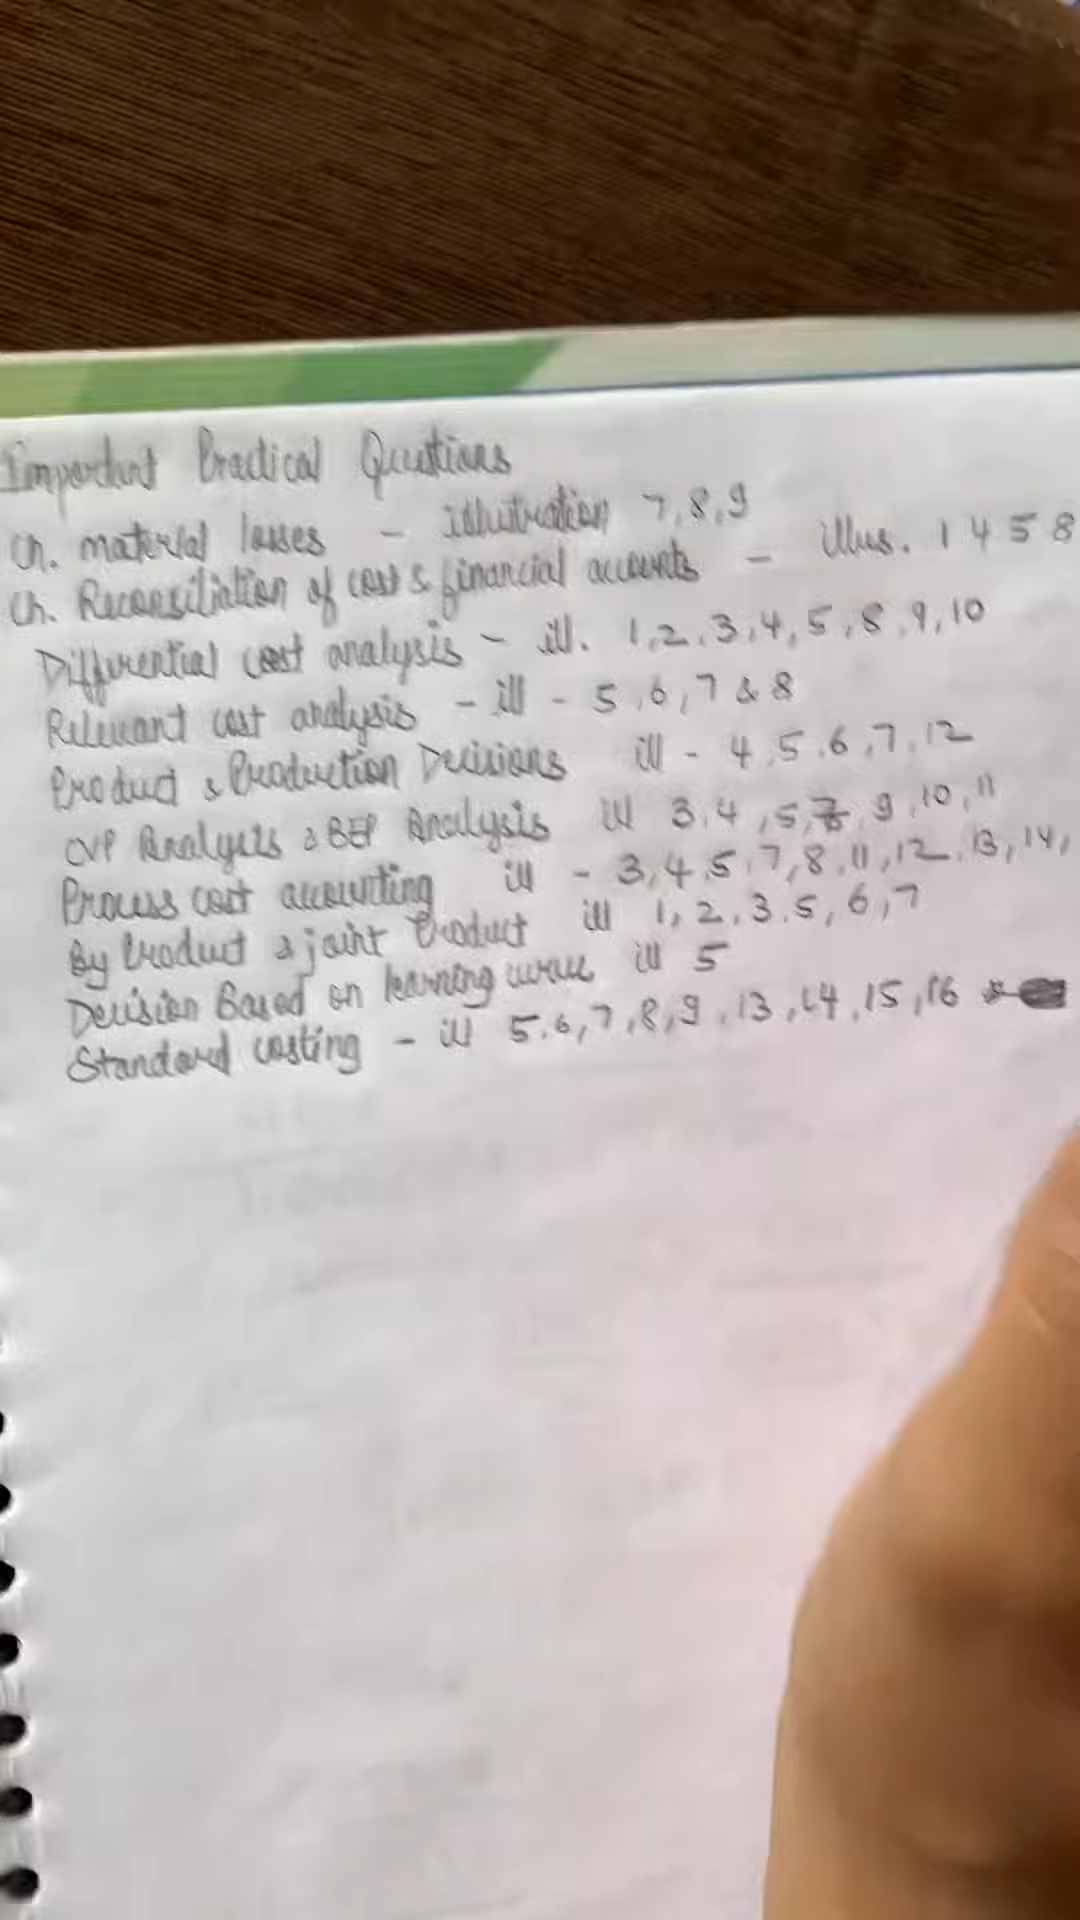 Important Practical Questions
Ch. material losses - Illustration 7,8,9
Ch. Reconsiliation of cost & financial accounts - illus. 1 4 5 8
Differential cost analysis - ill. 1,2,3,4,5,8,9,10
Relevant cost analysis - ill - 5,6,7 & 8
Product & Production Decisions ill - 4,5,6,7,12
CVP Analysis & BEP Analysis ill 3,4,5, 9,10,11
Process cost accounting ill - 3,4,5,7,8,11,12,13,14,
By Product & joint Product ill 1,2,3,5,6,7
Decision Based on learning curve ill 5
Standard costing - ill 5,6,7,8,9,13,14,15,16